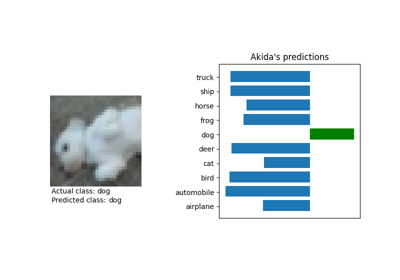 Akida's predictions
truck
ship
horse
frog
dog
deer
cat
bird
automobile
airplane
Actual class: dog
Predicted class: dog